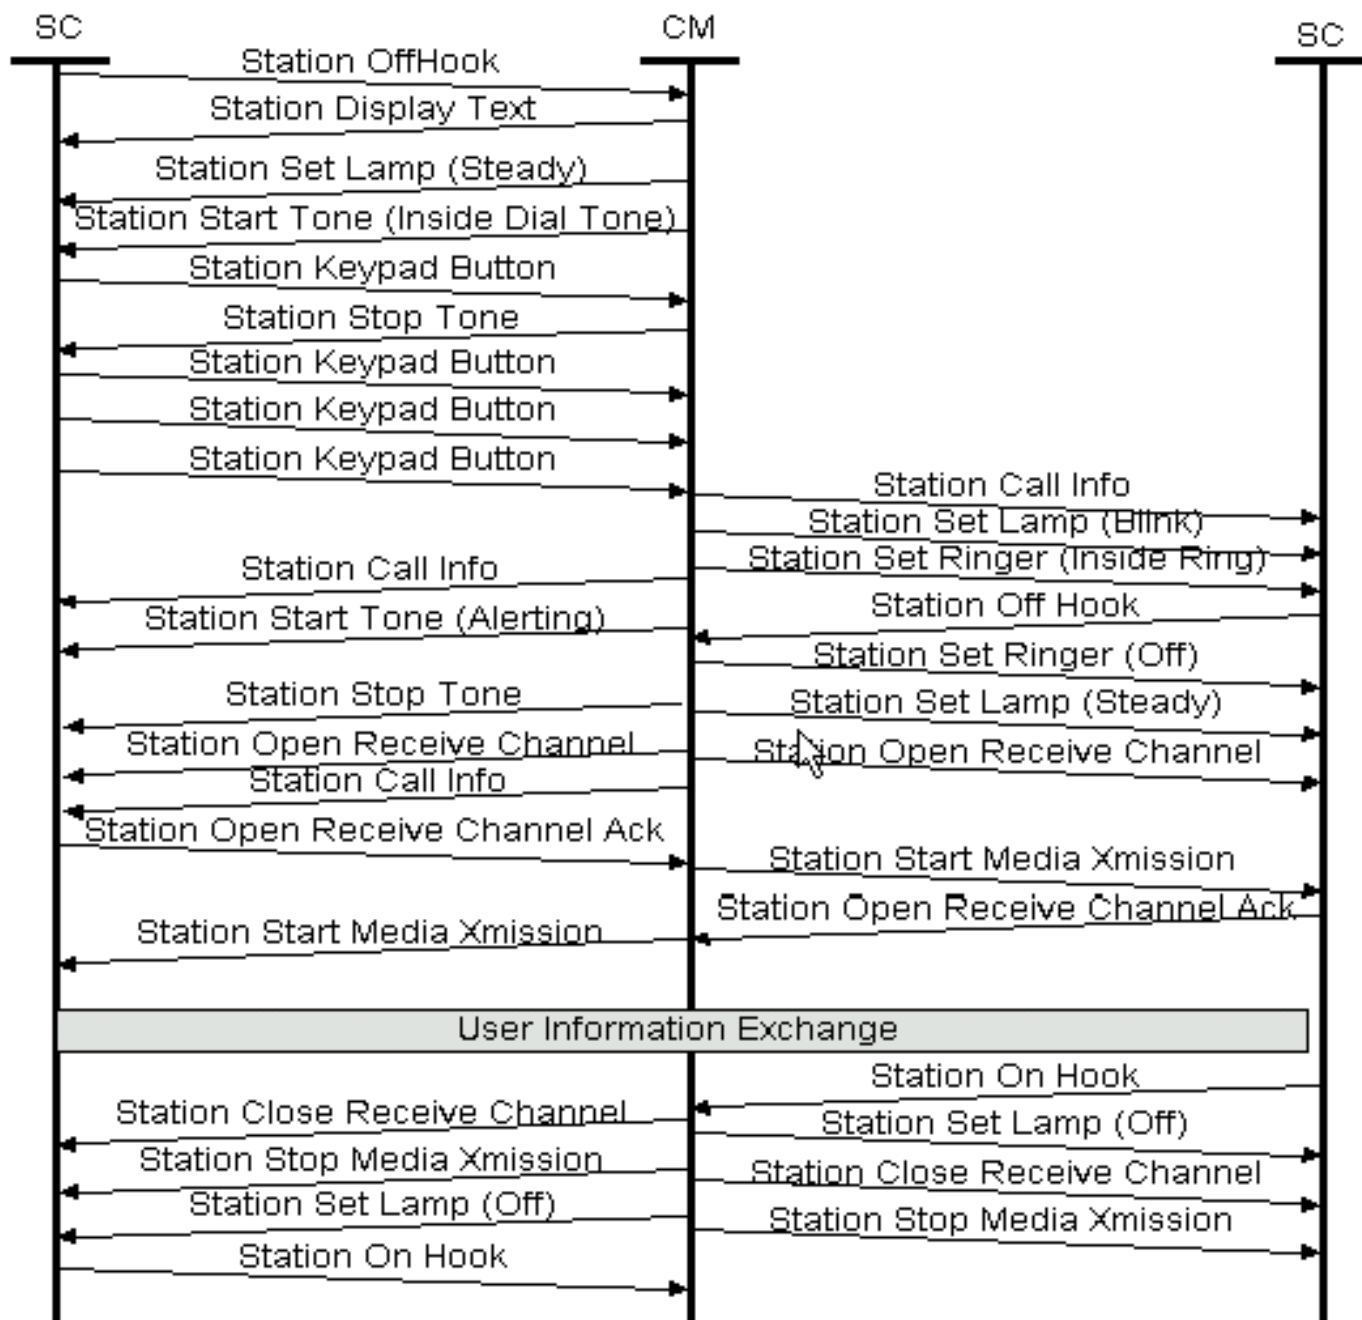 SC
CM
SC
Station OffHook
Station Display Text
Station Set Lamp (Steady)
Station Start Tone (Inside Dial Tone)
Station Keypad Button
Station Stop Tone
Station Keypad Button
Station Keypad Button
Station Keypad Button
Station Call Info
Station Set Lamp (Blink)
Station Set Ringer (Inside Ring)
Station Call Info
Station Off Hook
Station Start Tone (Alerting)
Station Set Ringer (Off)
Station Stop Tone
Station Set Lamp (Steady)
Station Open Receive Channel
Station Open Receive Channel
Station Call Info
Station Open Receive Channel Ack
Station Start Media Xmission
Station Open Receive Channel Ack
Station Start Media Xmission
User Information Exchange
Station On Hook
Station Close Receive Channel
Station Set Lamp (Off)
Station Stop Media Xmission
Station Close Receive Channel
Station Set Lamp (Off)
Station Stop Media Xmission
Station On Hook